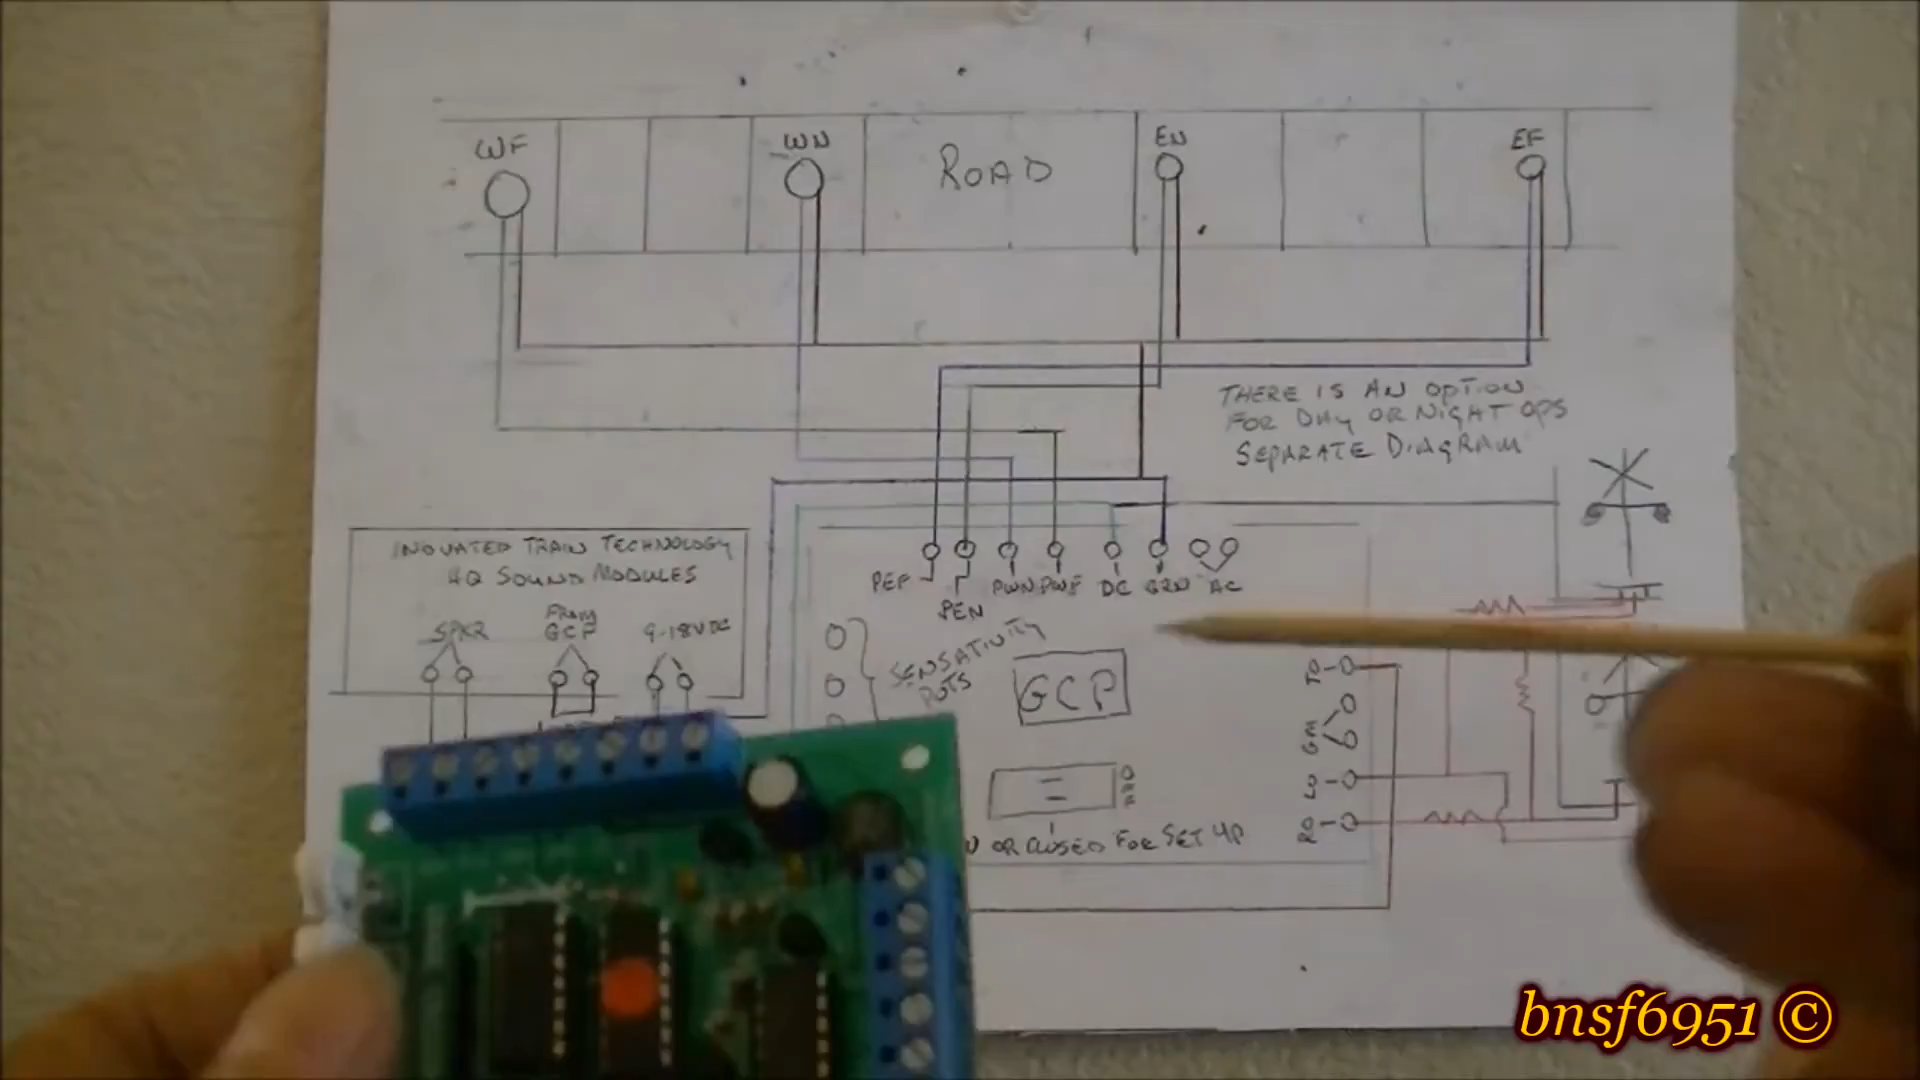 WF
WN
ROAD
EN
EF
THERE IS AN OPTION
FOR DAY OR NIGHT OPS
SEPARATE DIAGRAM
INOVATED TRAIN TECHNOLOGY
HQ SOUND MODULES
SPKR
FROM
GCP
9-18VDC
PEF
PEN
PWN
PWF
DC
GRN
AC
SENSATIVITY
POTS
GCP
OR CLOSED FOR SET UP
bnsf6951 ©